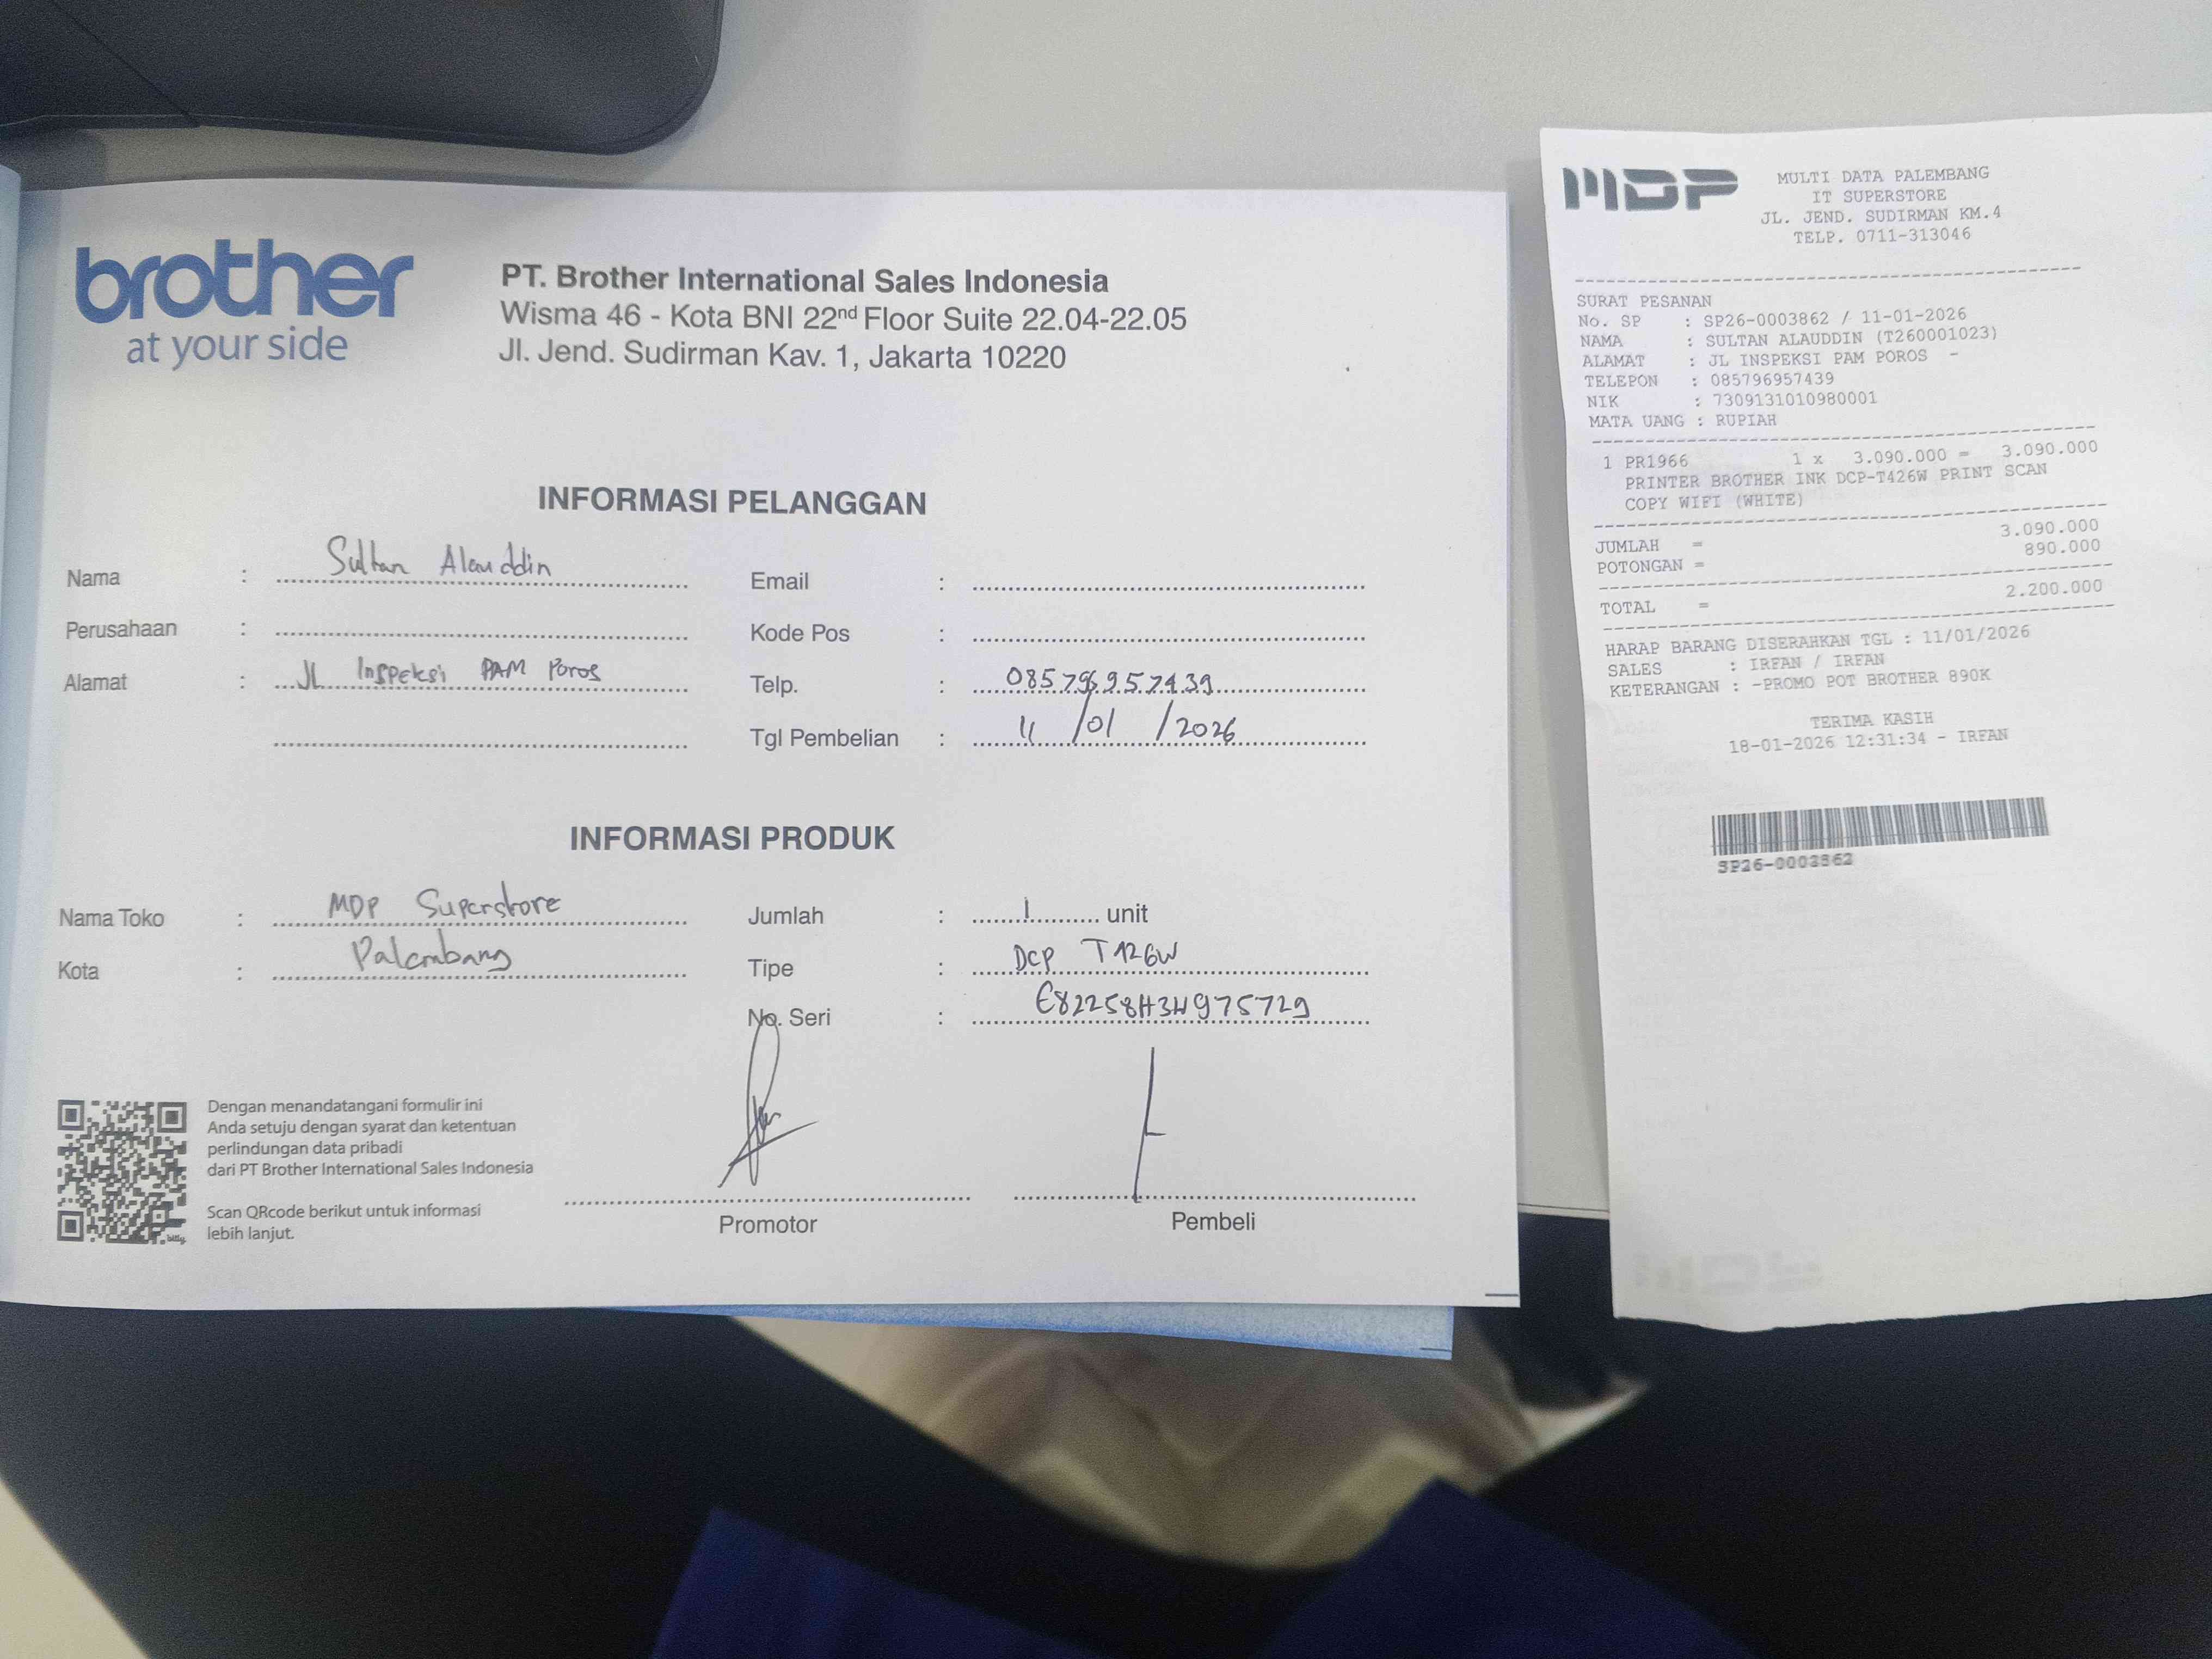 brother
at your side
PT. Brother International Sales Indonesia
Wisma 46 - Kota BNI 22nd Floor Suite 22.04-22.05
Jl. Jend. Sudirman Kav. 1, Jakarta 10220
INFORMASI PELANGGAN
Nama : Sultan Alauddin
Email :
Perusahaan :
Kode Pos :
Alamat : JL Inspeksi PAM Poros
Telp. : 085796957439
Tgl Pembelian : 11/01/2026
INFORMASI PRODUK
Nama Toko : MDP Superstore
Jumlah : 1 unit
Kota : Palembang
Tipe : DCP T426W
No. Seri : E82258H3H975729
Dengan menandatangani formulir ini
Anda setuju dengan syarat dan ketentuan
perlindungan data pribadi
dari PT Brother International Sales Indonesia
Scan QRcode berikut untuk informasi
lebih lanjut.
bitly
Promotor
Pembeli
MDP
MULTI DATA PALEMBANG
IT SUPERSTORE
JL. JEND. SUDIRMAN KM.4
TELP. 0711-313046
SURAT PESANAN
No. SP : SP26-0003862 / 11-01-2026
NAMA : SULTAN ALAUDDIN (T260001023)
ALAMAT : JL INSPEKSI PAM POROS -
TELEPON : 085796957439
NIK : 7309131010980001
MATA UANG : RUPIAH
1 PR1966 1 x 3.090.000 = 3.090.000
PRINTER BROTHER INK DCP-T426W PRINT SCAN
COPY WIFI (WHITE)
JUMLAH = 3.090.000
POTONGAN = 890.000
TOTAL = 2.200.000
HARAP BARANG DISERAHKAN TGL : 11/01/2026
SALES : IRFAN / IRFAN
KETERANGAN : -PROMO POT BROTHER 890K
TERIMA KASIH
18-01-2026 12:31:34 - IRFAN
SP26-0003862